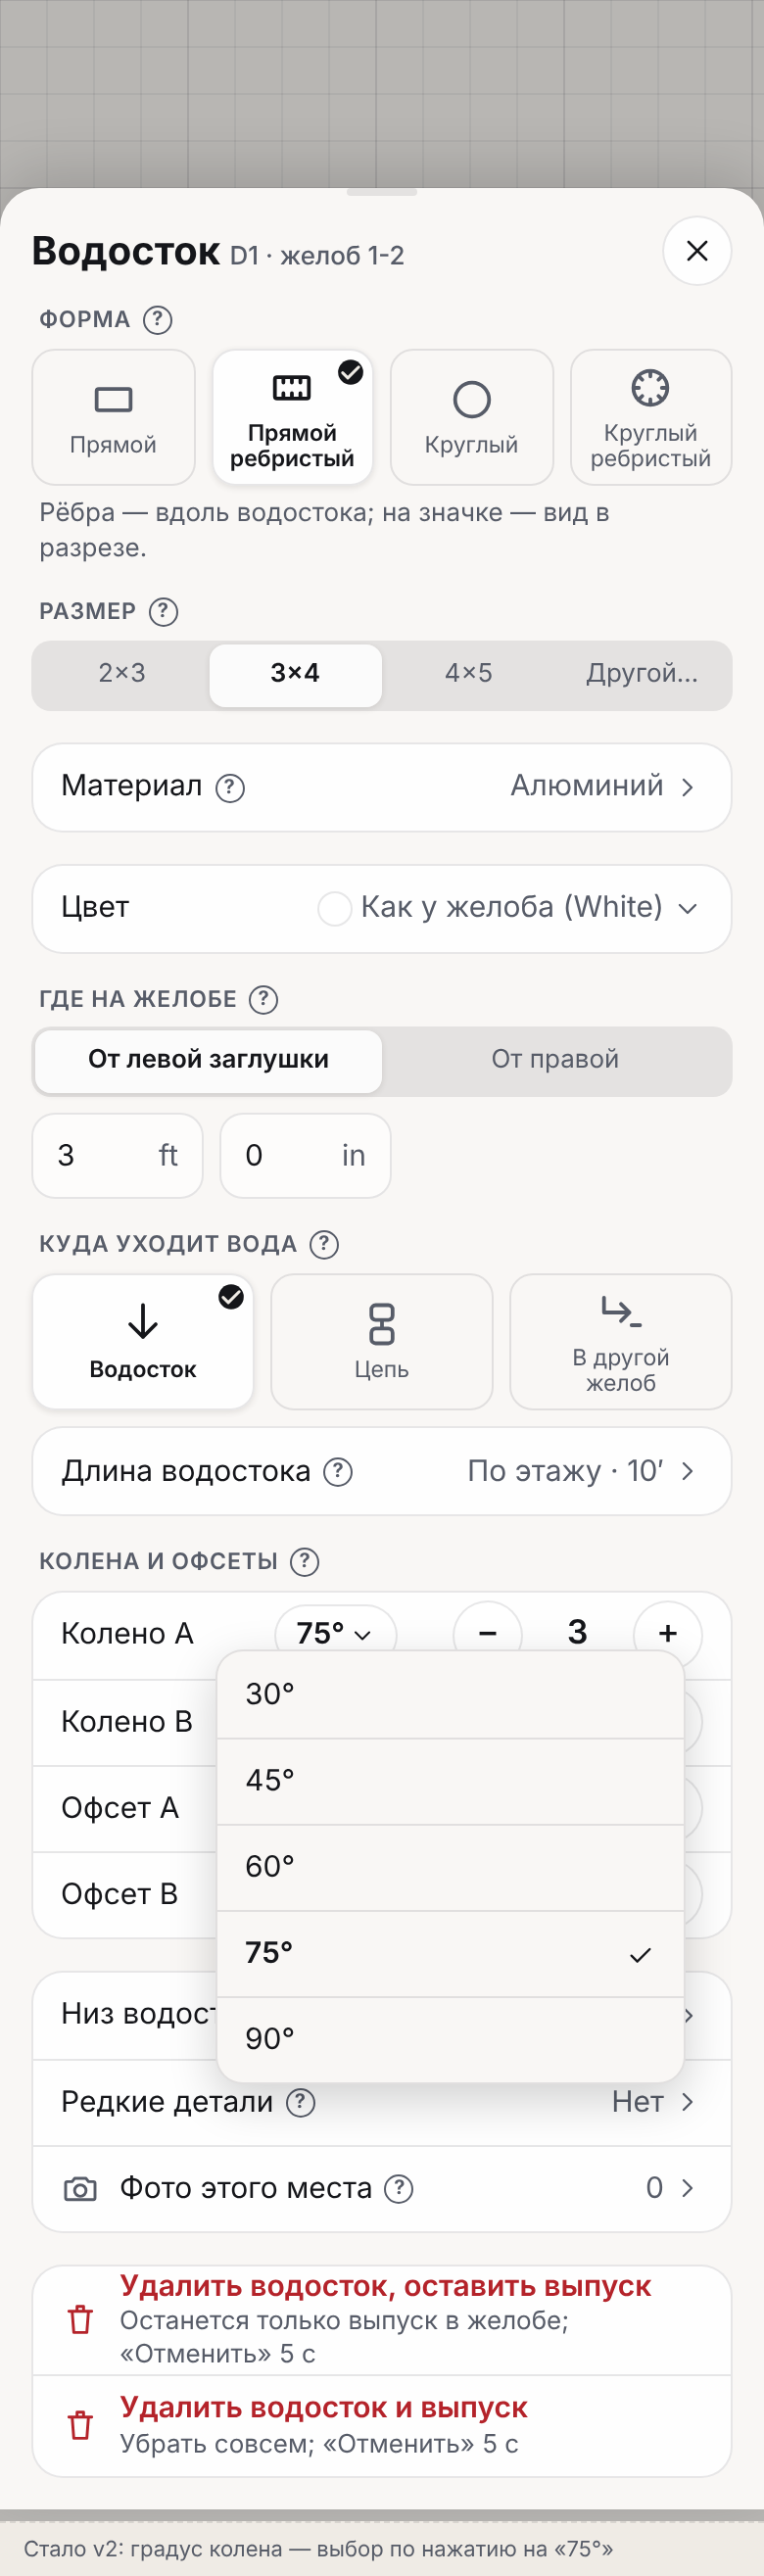 Водосток D1 · желоб 1-2
ФОРМА ?
Прямой
Прямой
ребристый
Круглый
Круглый
ребристый
Рёбра — вдоль водостока; на значке — вид в
разрезе.
РАЗМЕР ?
2×3 3×4 4×5 Другой…
Материал ? Алюминий
Цвет Как у желоба (White)
ГДЕ НА ЖЕЛОБЕ ?
От левой заглушки От правой
3 ft 0 in
КУДА УХОДИТ ВОДА ?
Водосток
Цепь
В другой
желоб
Длина водостока ? По этажу · 10′
КОЛЕНА И ОФСЕТЫ ?
Колено A 75° − 3 +
30°
Колено B
45°
Офсет A
60°
Офсет B
75°
Низ водост
90°
Редкие детали ? Нет
Фото этого места ? 0
Удалить водосток, оставить выпуск
Останется только выпуск в желобе;
«Отменить» 5 с
Удалить водосток и выпуск
Убрать совсем; «Отменить» 5 с
Стало v2: градус колена — выбор по нажатию на «75°»